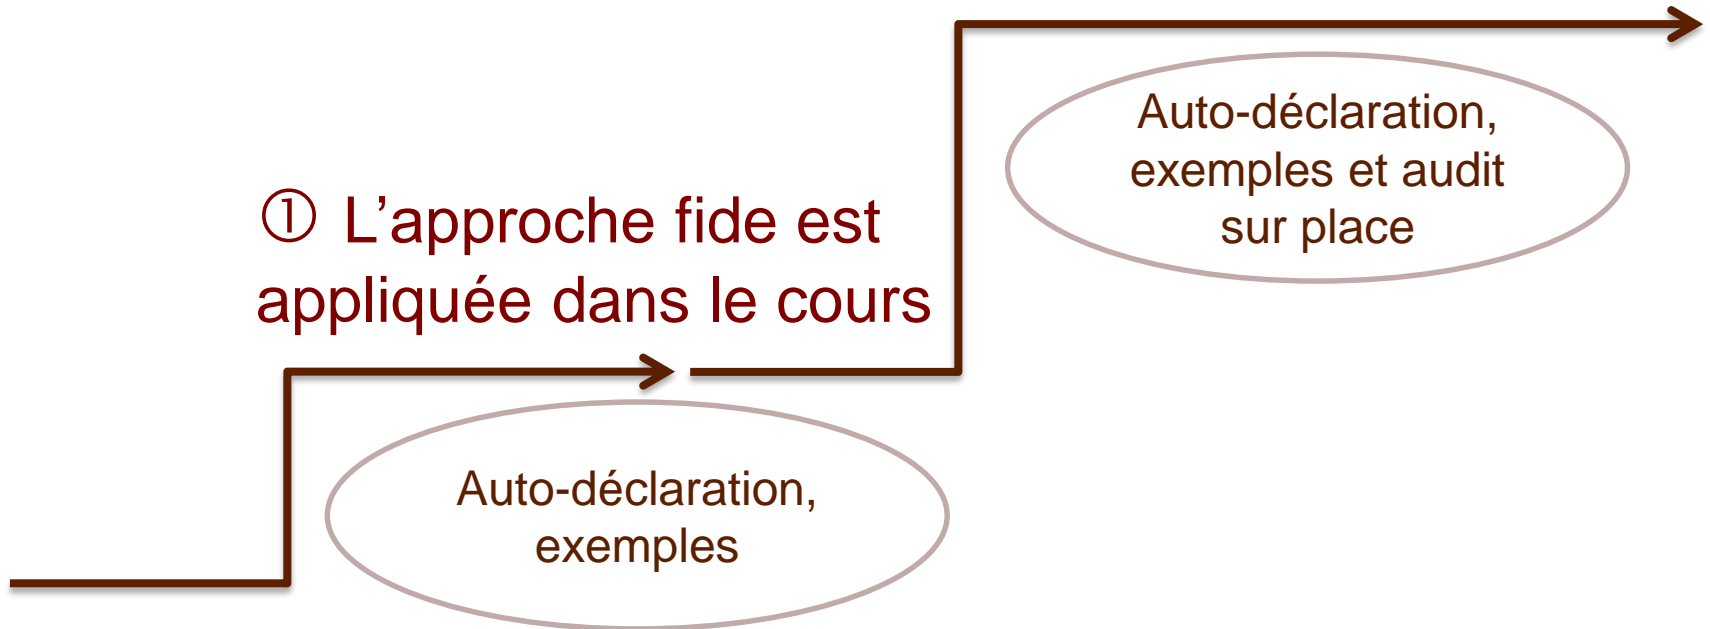 Auto-déclaration,
exemples et audit
sur place
① L’approche fide est
appliquée dans le cours
Auto-déclaration,
exemples